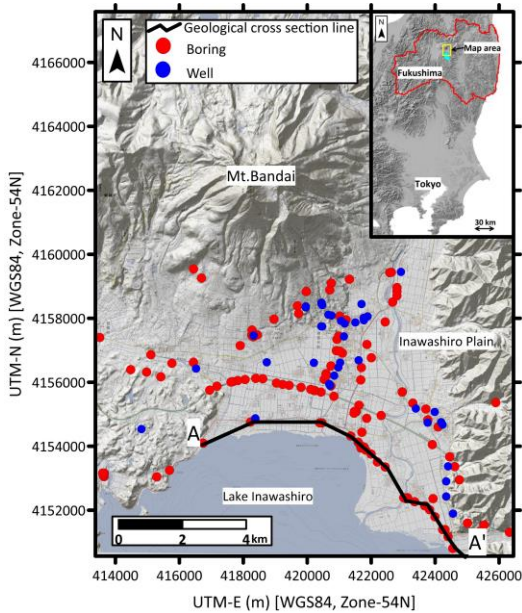 N
Geological cross section line
Boring
Well
N
Map area
Fukushima
Tokyo
30 km
Mt.Bandai
Inawashiro Plain
A
Lake Inawashiro
A'
0 2 4km
UTM-N (m) [WGS84, Zone-54N]
4166000
4164000
4162000
4160000
4158000
4156000
4154000
4152000
414000 416000 418000 420000 422000 424000 426000
UTM-E (m) [WGS84, Zone-54N]